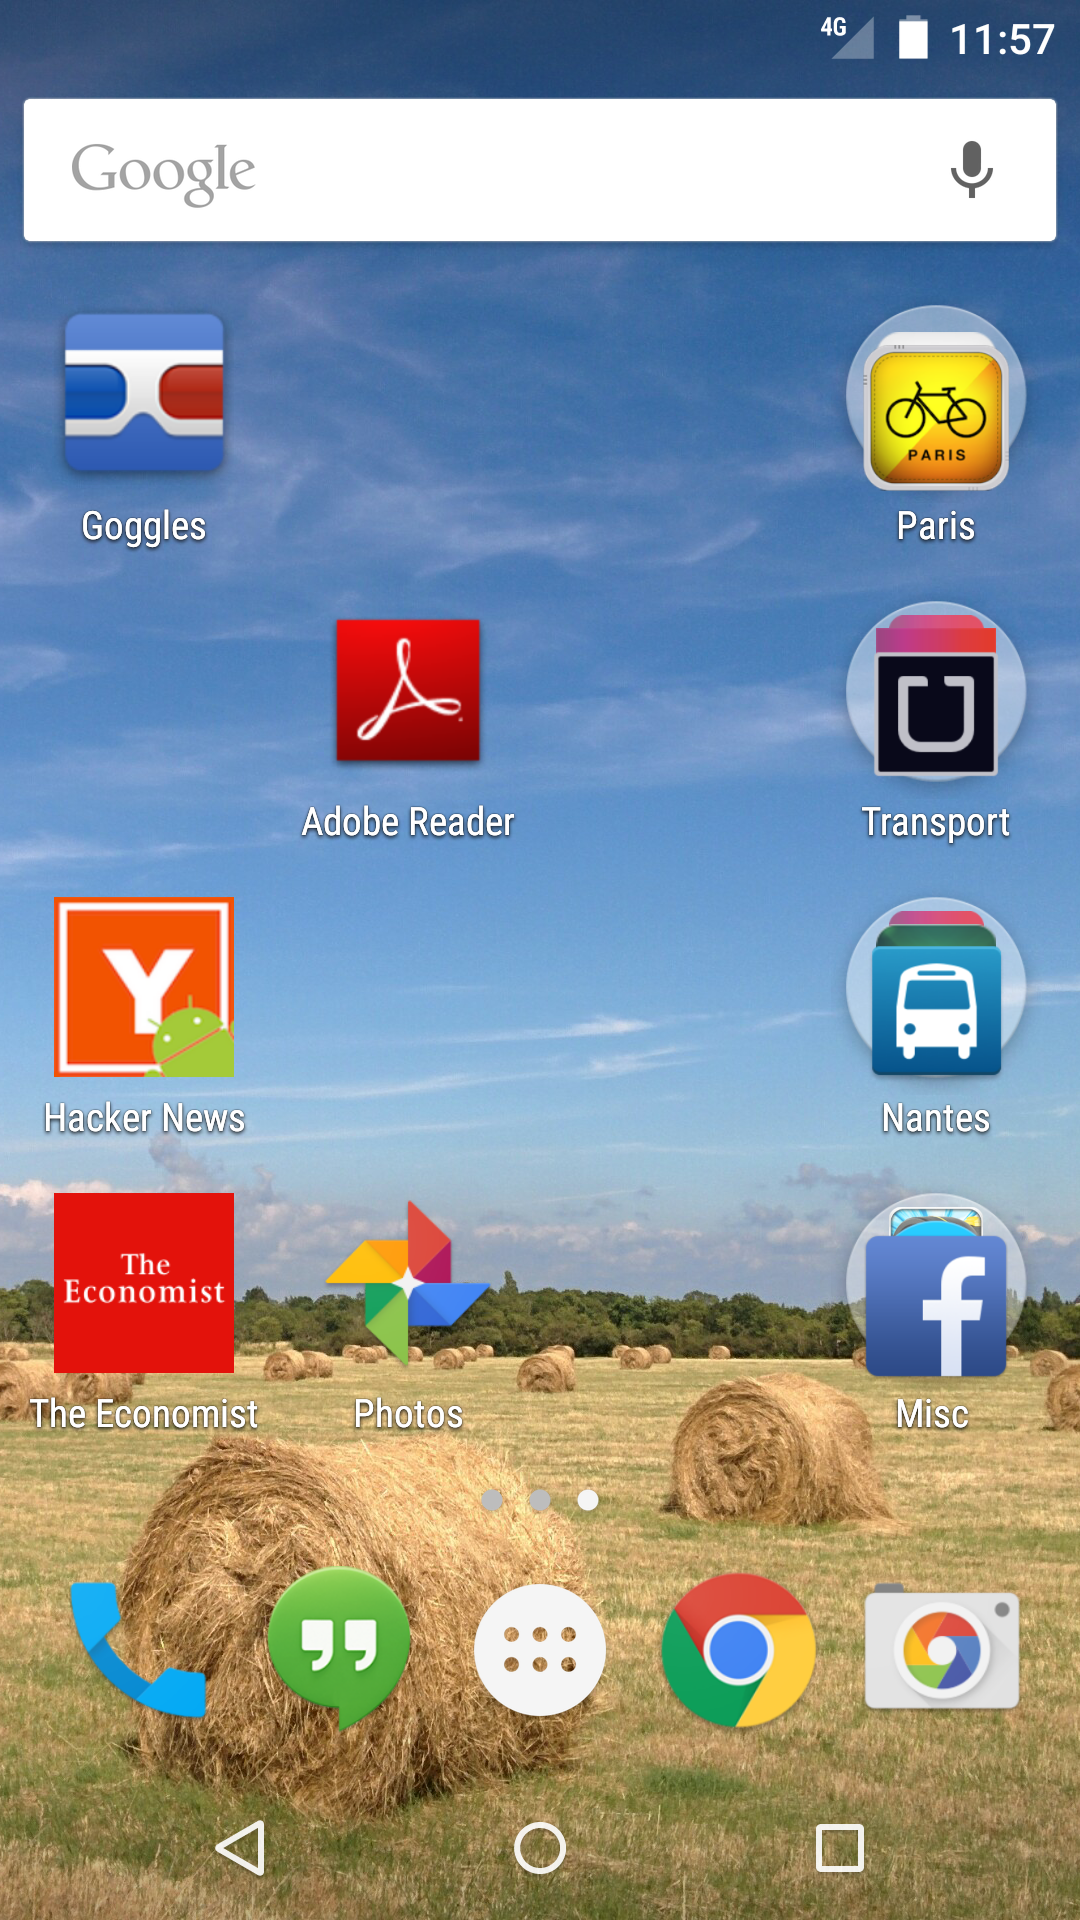 4G 11:57
Google
PARIS
Goggles
Paris
Adobe Reader
Transport
Y
Hacker News
Nantes
The
Economist
f
The Economist
Photos
Misc